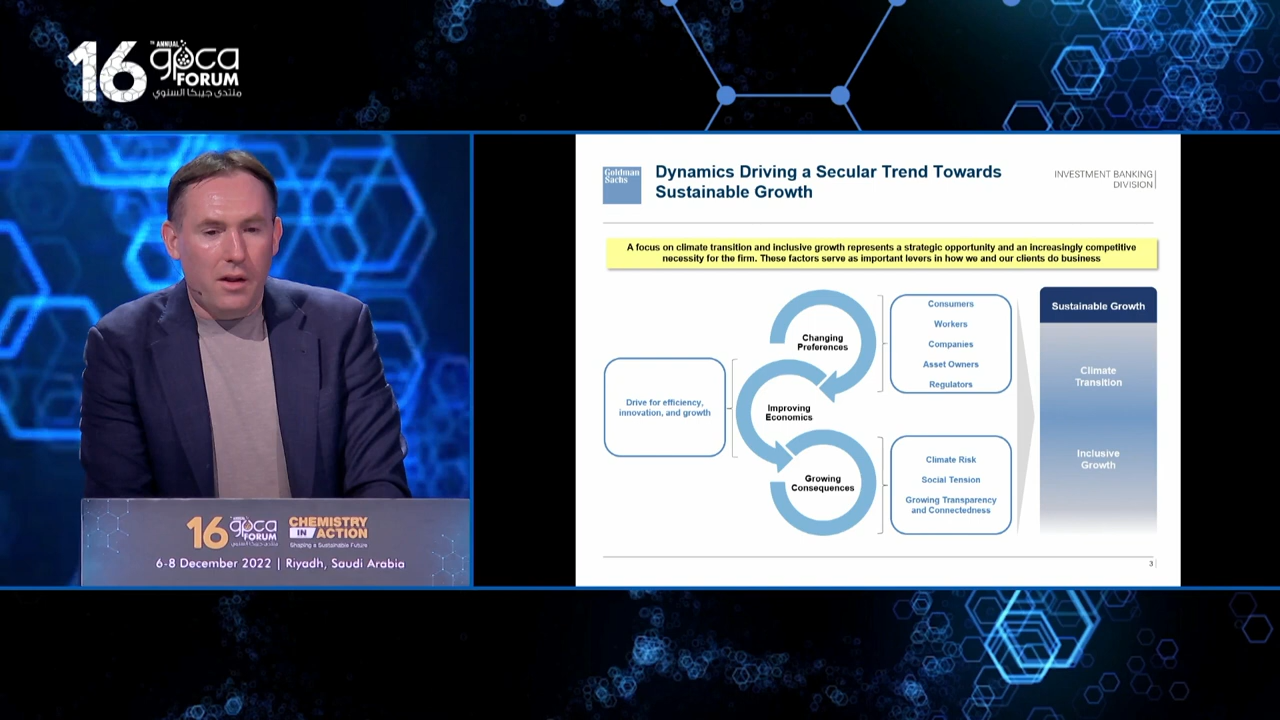 16
TH ANNUAL
gpca
FORUM
منتدى جيبكا السنوي
Goldman
Sachs
Dynamics Driving a Secular Trend Towards
Sustainable Growth
INVESTMENT BANKING
DIVISION
A focus on climate transition and inclusive growth represents a strategic opportunity and an increasingly competitive
necessity for the firm. These factors serve as important levers in how we and our clients do business
Drive for efficiency,
innovation, and growth
Changing
Preferences
Improving
Economics
Growing
Consequences
Consumers
Workers
Companies
Asset Owners
Regulators
Climate Risk
Social Tension
Growing Transparency
and Connectedness
Sustainable Growth
Climate
Transition
Inclusive
Growth
3
16
gpca
FORUM
منتدى جيبكا السنوي
CHEMISTRY
IN ACTION
Shaping a Sustainable Future
6-8 December 2022 | Riyadh, Saudi Arabia